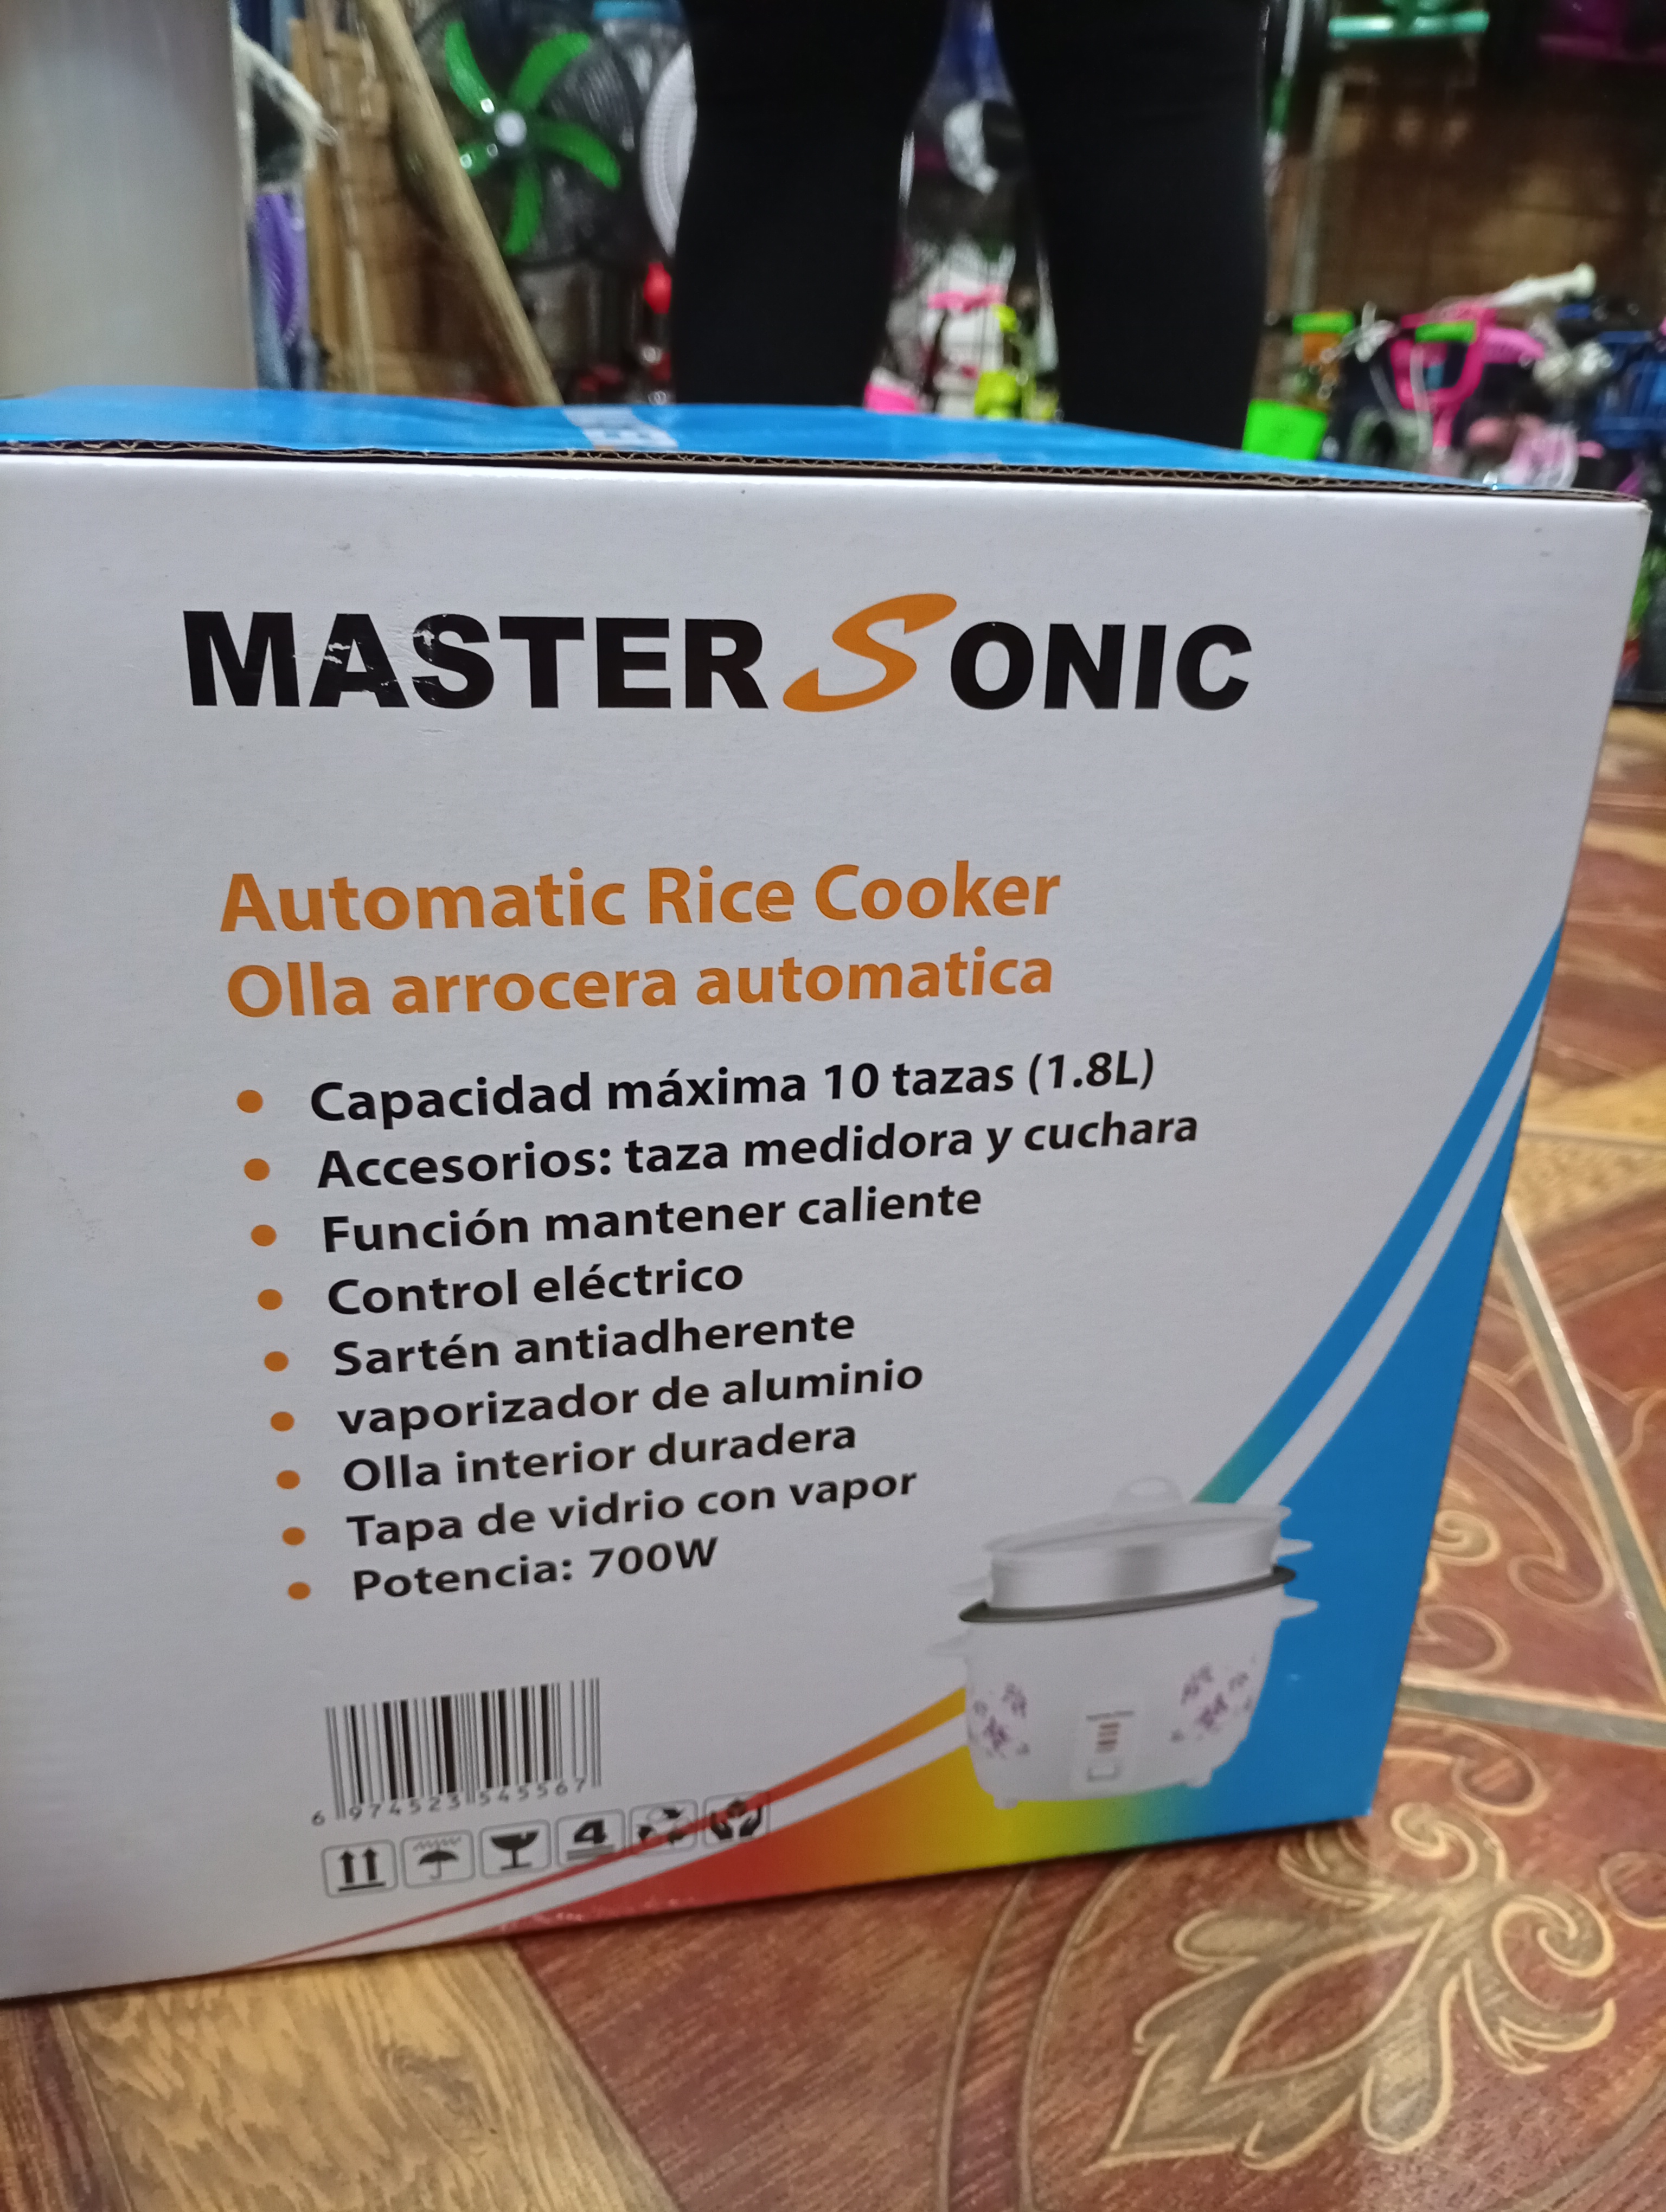 MASTER SONIC
Automatic Rice Cooker
Olla arrocera automatica
• Capacidad máxima 10 tazas (1.8L)
• Accesorios: taza medidora y cuchara
• Función mantener caliente
• Control eléctrico
• Sartén antiadherente
• vaporizador de aluminio
• Olla interior duradera
• Tapa de vidrio con vapor
• Potencia: 700W
6 974523 545567
4